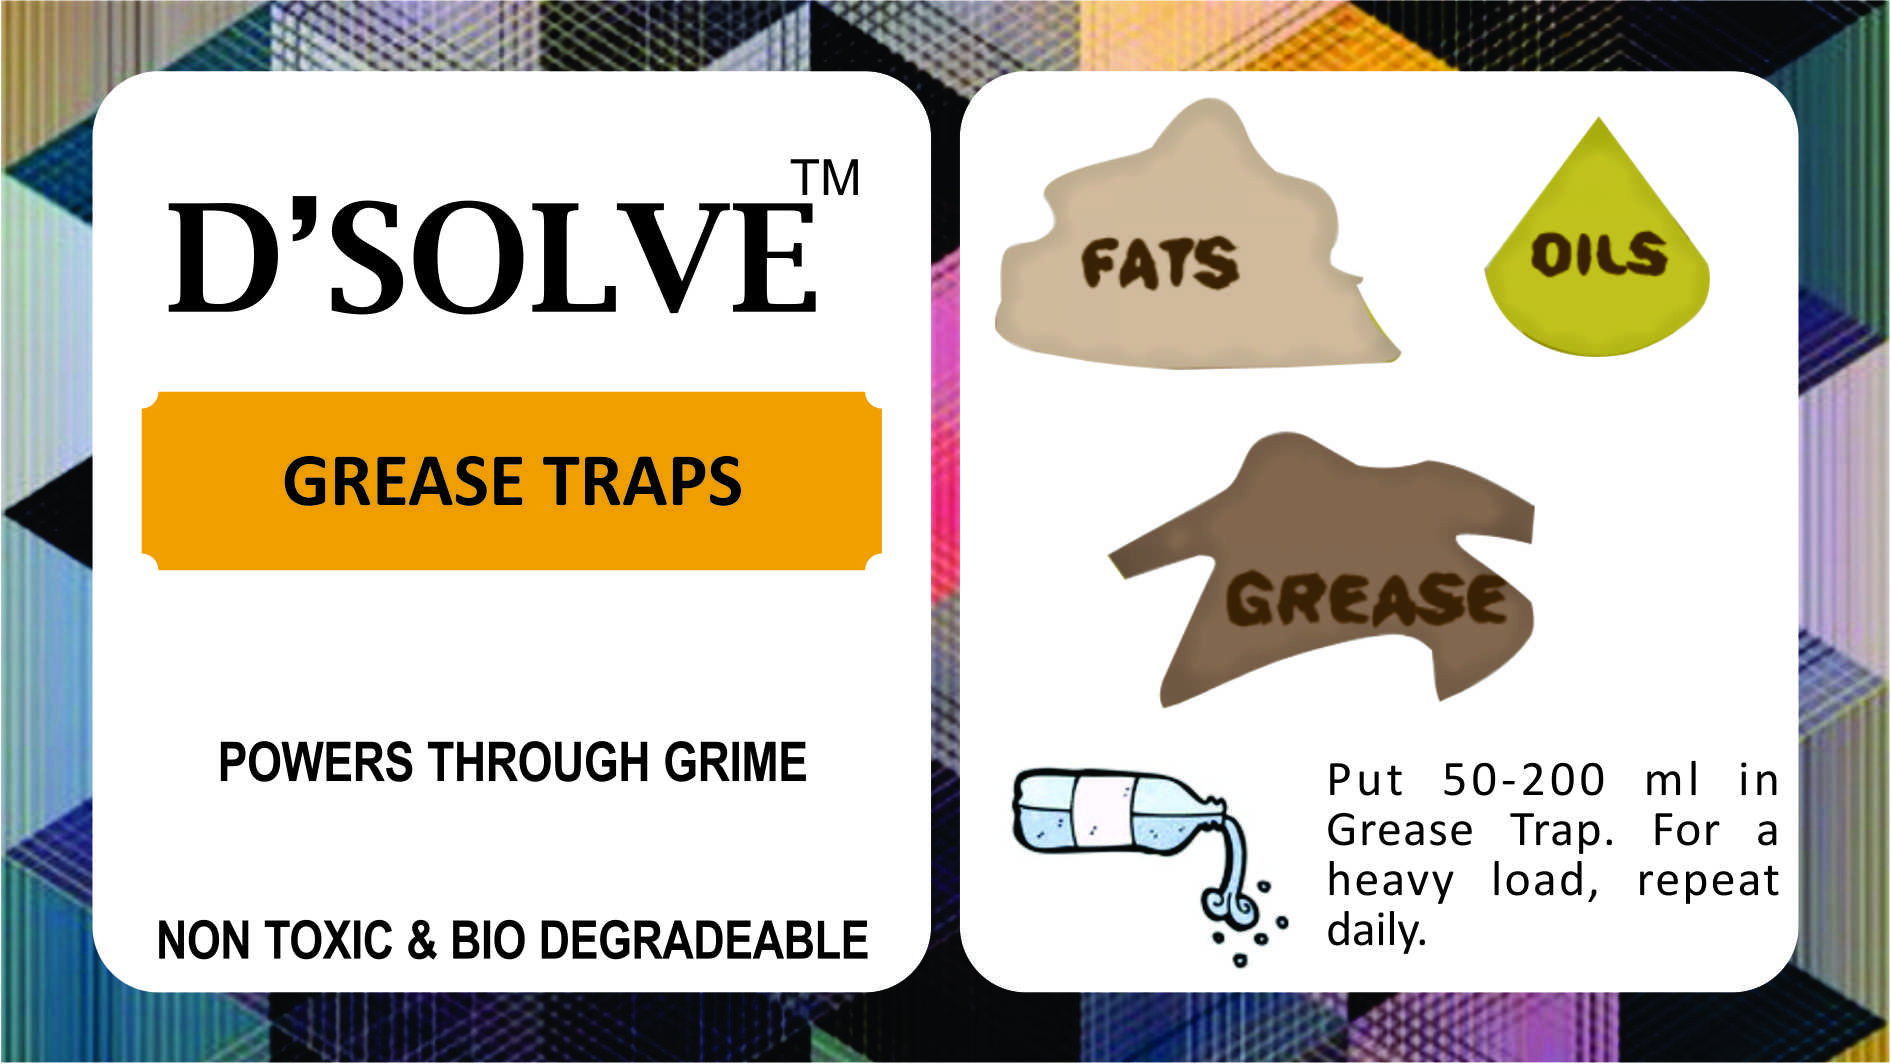 D’SOLVE™
GREASE TRAPS
POWERS THROUGH GRIME
NON TOXIC & BIO DEGRADEABLE
FATS
OILS
GREASE
Put 50-200 ml in
Grease Trap. For a
heavy load, repeat
daily.